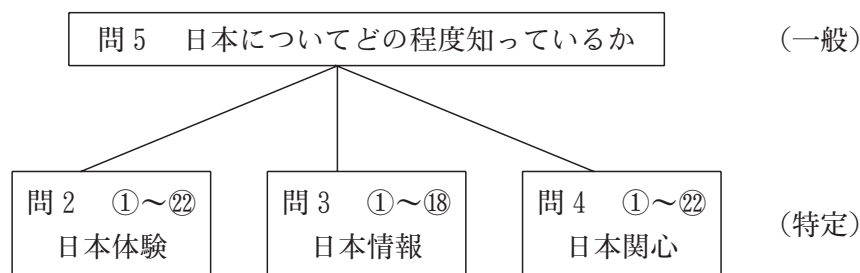 問5 日本についてどの程度知っているか (一般)
問2 ①〜㉒ 問3 ①〜⑱ 問4 ①〜㉒
日本体験 日本情報 日本関心 (特定)